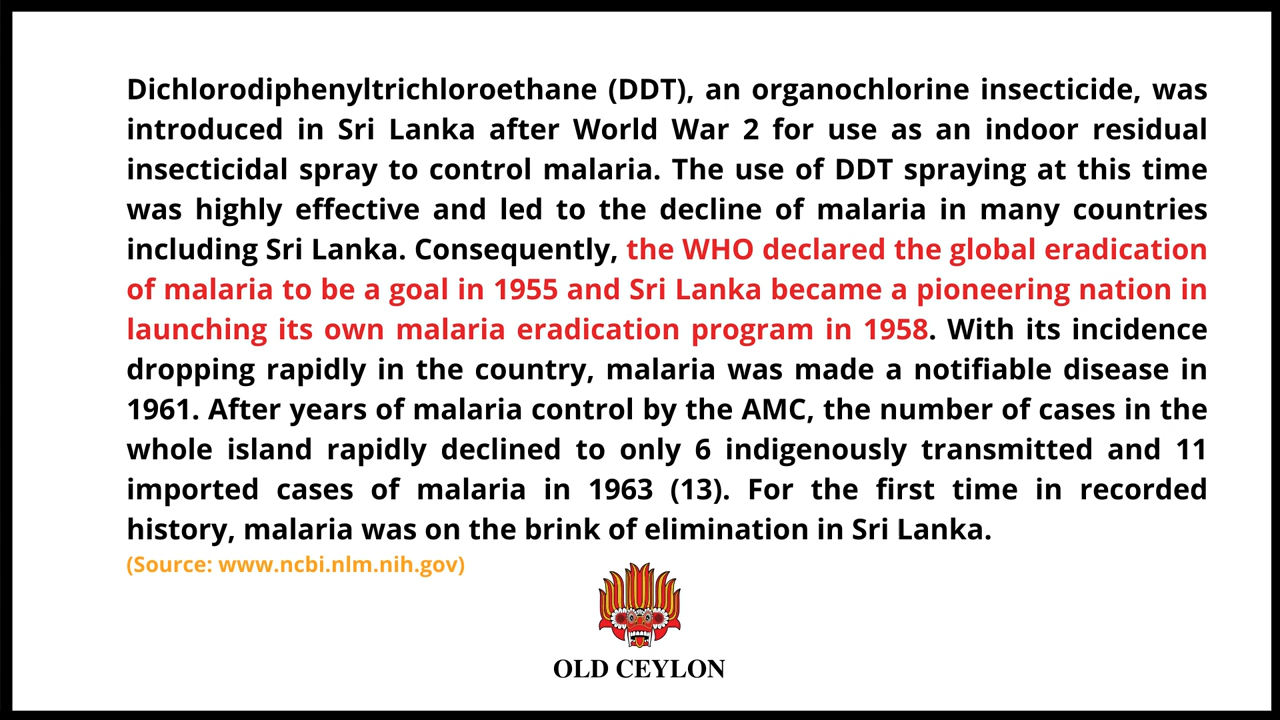 Dichlorodiphenyltrichloroethane (DDT), an organochlorine insecticide, was
introduced in Sri Lanka after World War 2 for use as an indoor residual
insecticidal spray to control malaria. The use of DDT spraying at this time
was highly effective and led to the decline of malaria in many countries
including Sri Lanka. Consequently, the WHO declared the global eradication
of malaria to be a goal in 1955 and Sri Lanka became a pioneering nation in
launching its own malaria eradication program in 1958. With its incidence
dropping rapidly in the country, malaria was made a notifiable disease in
1961. After years of malaria control by the AMC, the number of cases in the
whole island rapidly declined to only 6 indigenously transmitted and 11
imported cases of malaria in 1963 (13). For the first time in recorded
history, malaria was on the brink of elimination in Sri Lanka.
(Source: www.ncbi.nlm.nih.gov)
OLD CEYLON